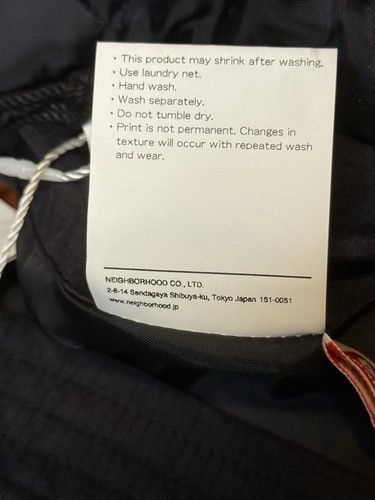 ・This product may shrink after washing.
・Use laundry net.
・Hand wash.
・Wash separately.
・Do not tumble dry.
・Print is not permanent. Changes in
texture will occur with repeated wash
and wear.
NEIGHBORHOOD CO., LTD.
2-8-14 Sendagaya Shibuya-ku, Tokyo Japan 151-0051
www.neighborhood.jp